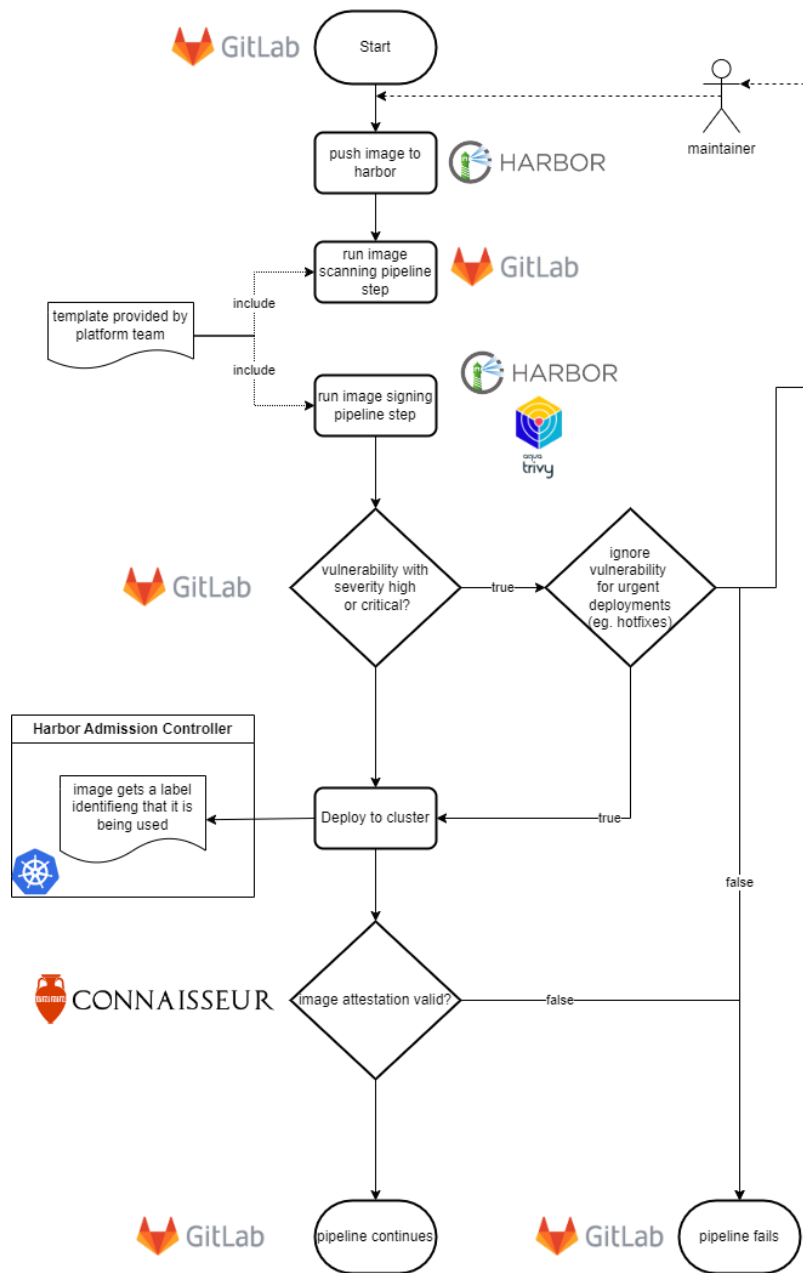 GitLab
Start
maintainer
push image to
harbor
HARBOR
run image
scanning pipeline
step
GitLab
include
template provided by
platform team
include
run image signing
pipeline step
HARBOR
aqua
trivy
GitLab
vulnerability with
severity high
or critical?
true
ignore
vulnerability
for urgent
deployments
(eg. hotfixes)
Harbor Admission Controller
image gets a label
identifieng that it is
being used
Deploy to cluster
true
false
CONNAISSEUR
image attestation valid?
false
GitLab
pipeline continues
GitLab
pipeline fails